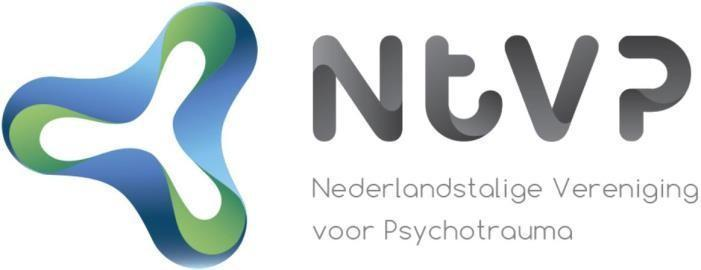 NtVP
Nederlandstalige Vereniging
voor Psychotrauma